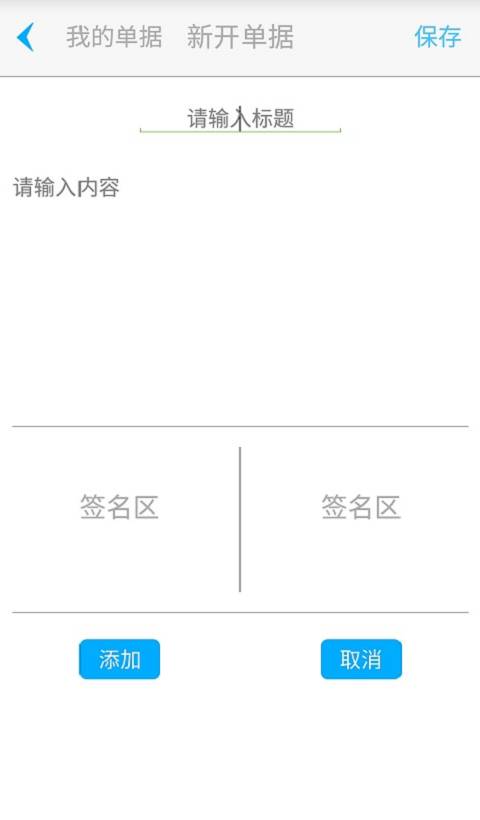 我的单据 新开单据 保存
请输入标题
请输入内容
签名区 签名区
添加 取消